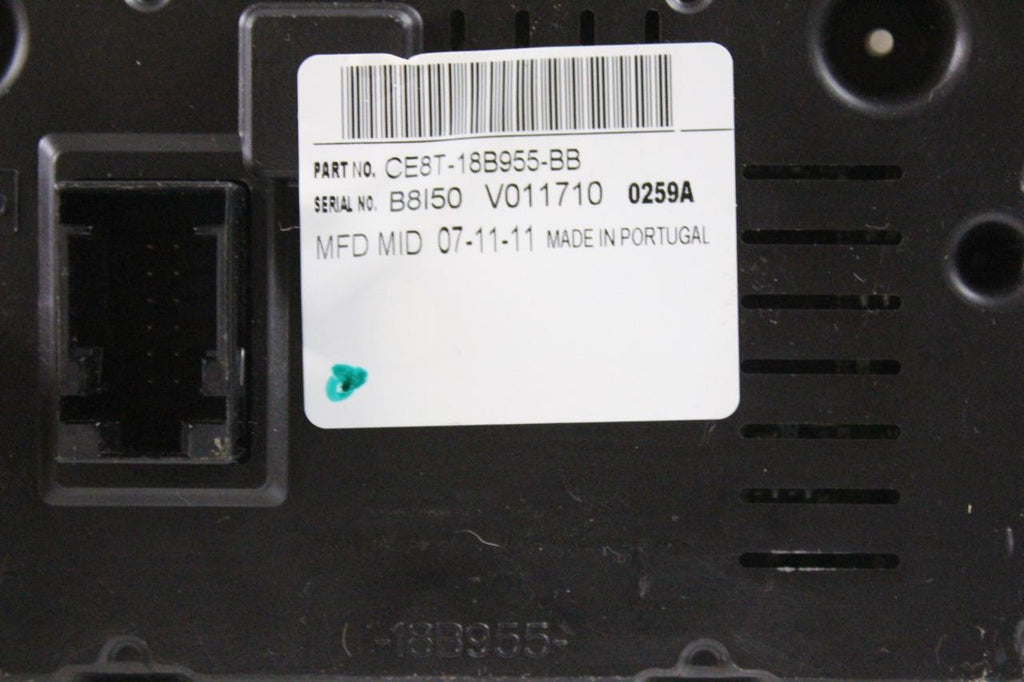 PART NO. CE8T-18B955-BB
SERIAL NO. B8I50 V011710 0259A
MFD MID 07-11-11 MADE IN PORTUGAL
-18B955-